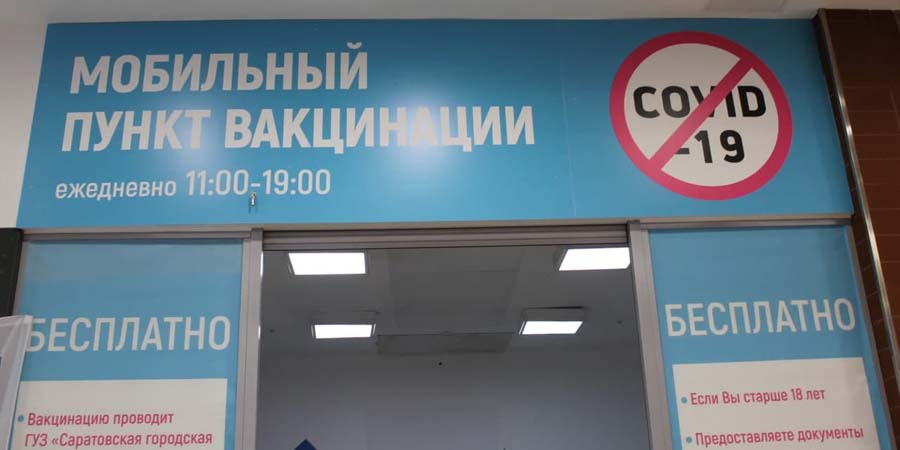 МОБИЛЬНЫЙ
ПУНКТ ВАКЦИНАЦИИ
ежедневно 11:00-19:00
COVID
-19
БЕСПЛАТНО
• Вакцинацию проводит
ГУЗ «Саратовская городская
БЕСПЛАТНО
• Если Вы старше 18 лет
• Предоставляете документы